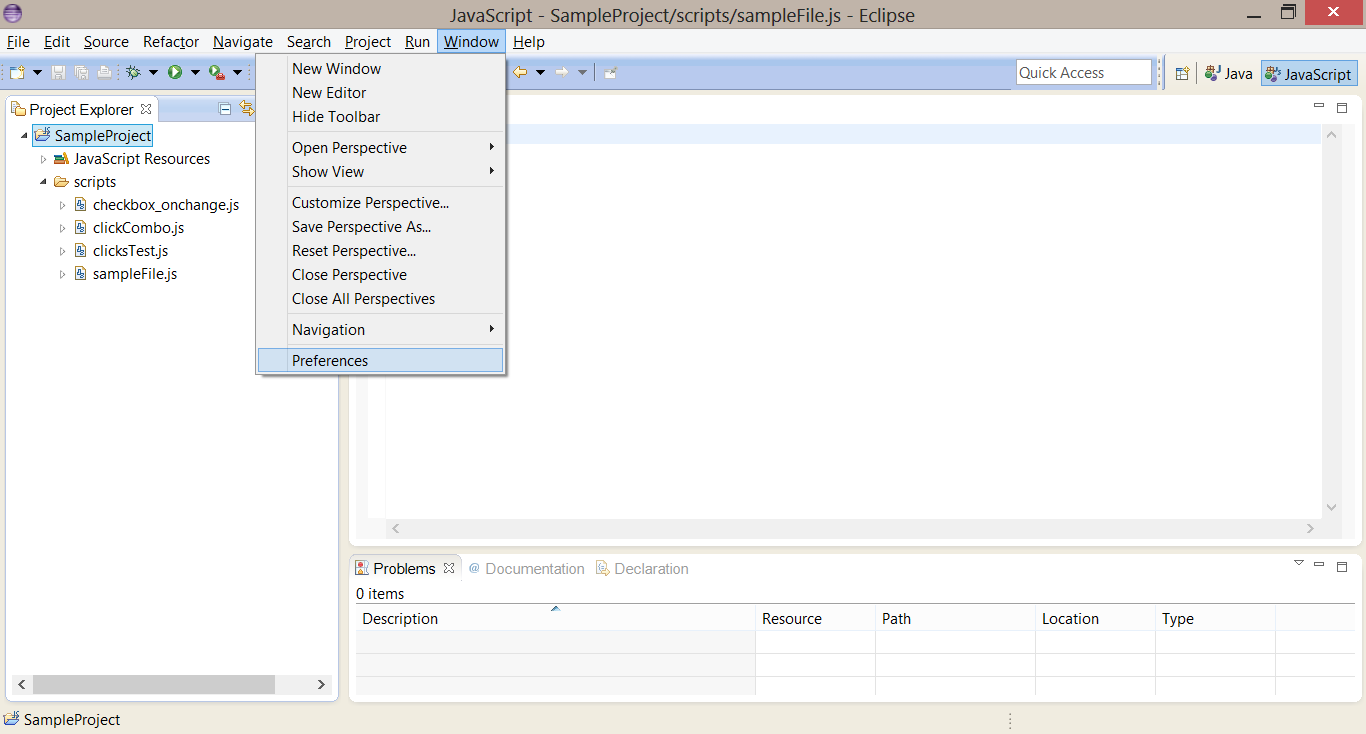 JavaScript - SampleProject/scripts/sampleFile.js - Eclipse
File Edit Source Refactor Navigate Search Project Run Window Help
Quick Access
Java
JavaScript
Project Explorer
SampleProject
JavaScript Resources
scripts
checkbox_onchange.js
clickCombo.js
clicksTest.js
sampleFile.js
New Window
New Editor
Hide Toolbar
Open Perspective
Show View
Customize Perspective...
Save Perspective As...
Reset Perspective...
Close Perspective
Close All Perspectives
Navigation
Preferences
Problems @ Documentation Declaration
0 items
Description Resource Path Location Type
SampleProject